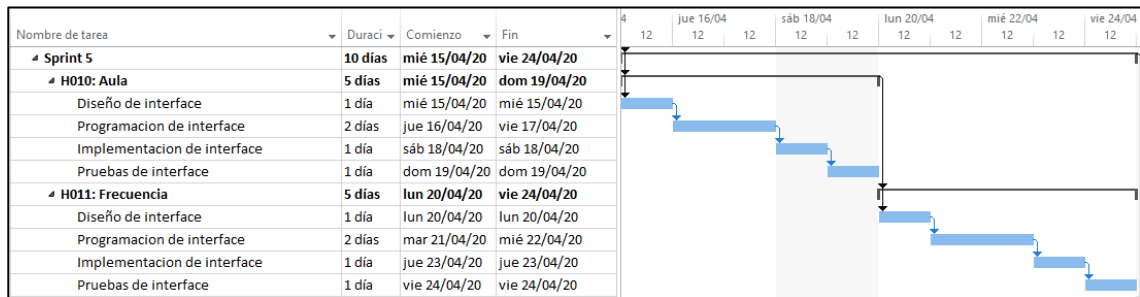 4 jue 16/04 sáb 18/04 lun 20/04 mié 22/04 vie 24/04
Nombre de tarea Duraci Comienzo Fin 12 12 12 12 12 12 12 12 12 12
Sprint 5 10 días mié 15/04/20 vie 24/04/20
H010: Aula 5 días mié 15/04/20 dom 19/04/20
Diseño de interface 1 día mié 15/04/20 mié 15/04/20
Programacion de interface 2 días jue 16/04/20 vie 17/04/20
Implementacion de interface 1 día sáb 18/04/20 sáb 18/04/20
Pruebas de interface 1 día dom 19/04/20 dom 19/04/20
H011: Frecuencia 5 días lun 20/04/20 vie 24/04/20
Diseño de interface 1 día lun 20/04/20 lun 20/04/20
Programacion de interface 2 días mar 21/04/20 mié 22/04/20
Implementacion de interface 1 día jue 23/04/20 jue 23/04/20
Pruebas de interface 1 día vie 24/04/20 vie 24/04/20